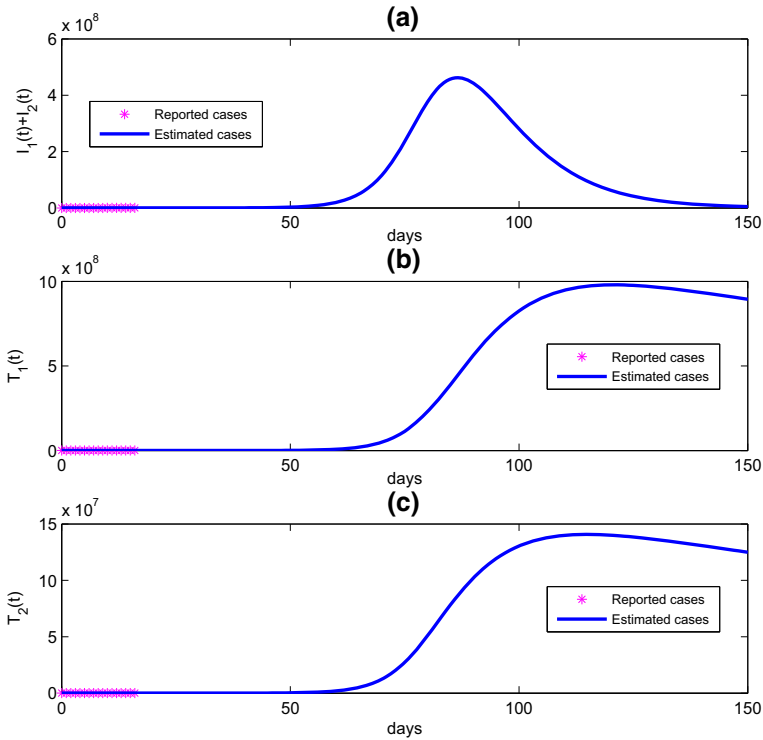 (a)
x 10^8
6
4
2
0
I_1(t)+I_2(t)
Reported cases
Estimated cases
0
50
100
150
days
(b)
x 10^8
10
5
0
T_1(t)
Reported cases
Estimated cases
0
50
100
150
days
(c)
x 10^7
15
10
5
0
T_2(t)
Reported cases
Estimated cases
0
50
100
150
days